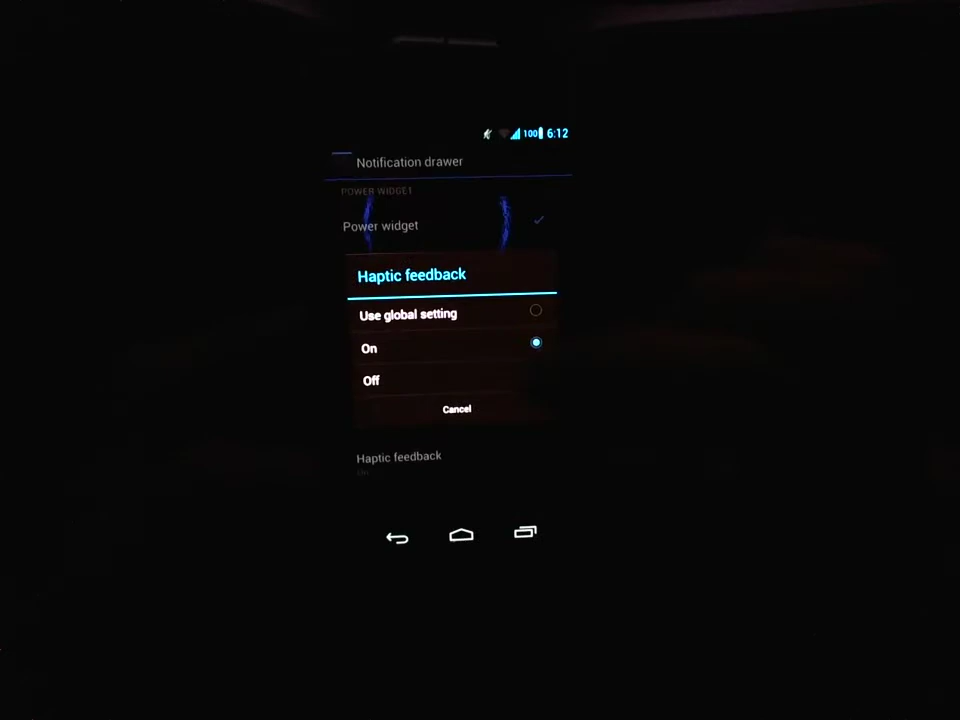 100 6:12
Notification drawer
POWER WIDGET
Power widget
Haptic feedback
Use global setting
On
Off
Cancel
Haptic feedback
On